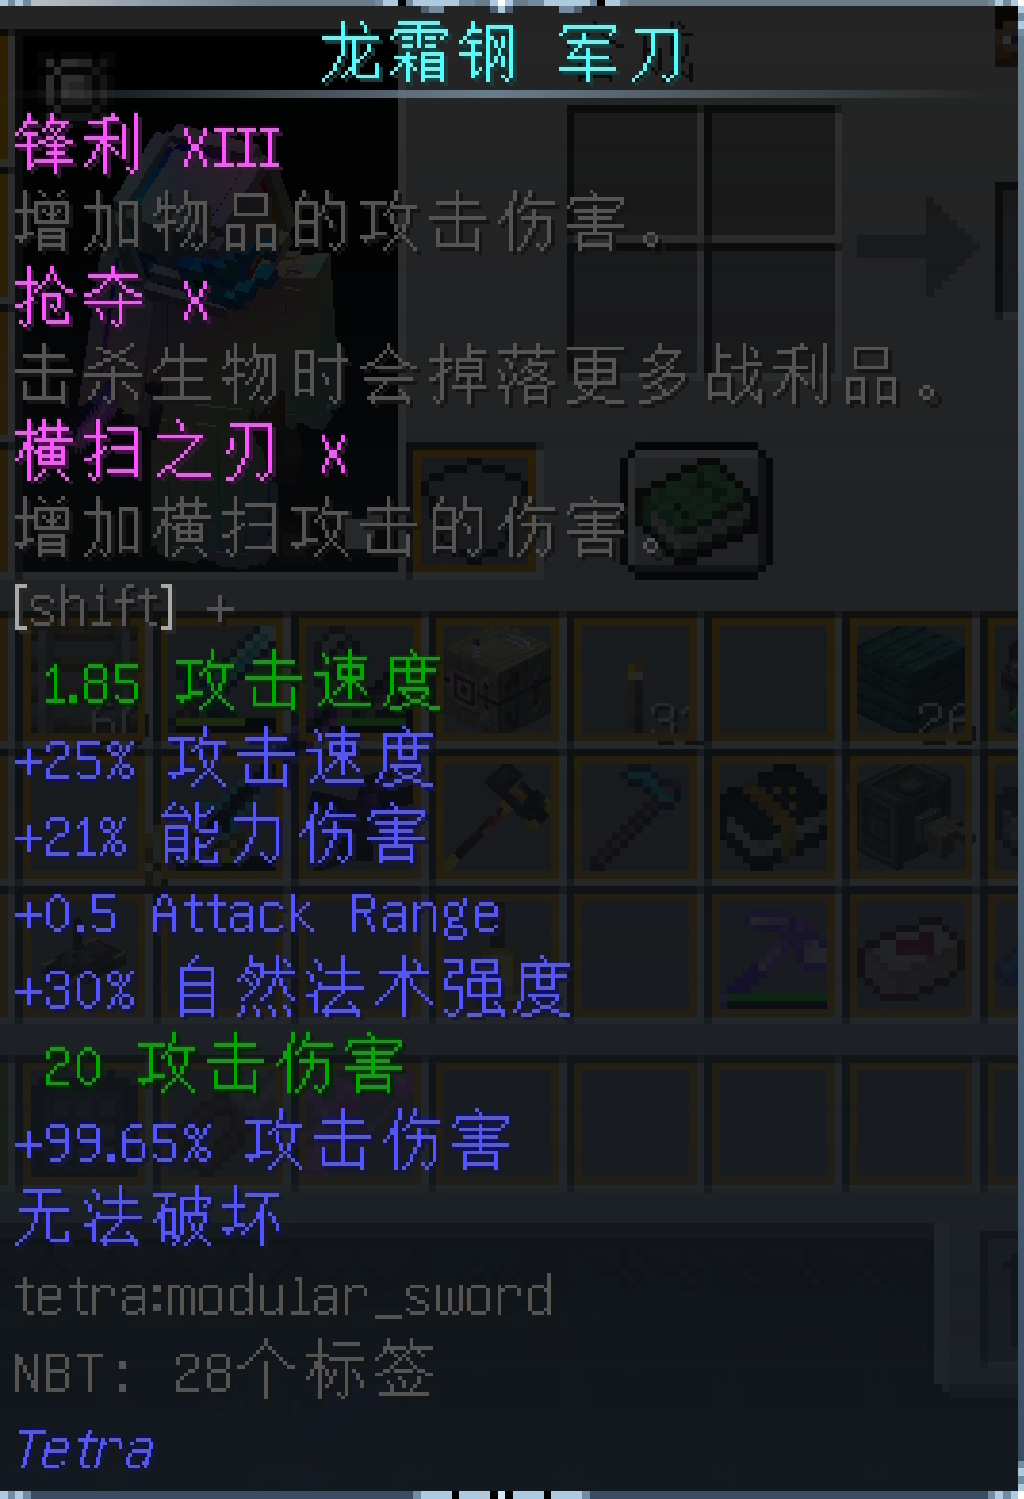 龙霜钢 军刀
锋利 XIII
增加物品的攻击伤害。
抢夺 X
击杀生物时会掉落更多战利品。
横扫之刃 X
增加横扫攻击的伤害。
[shift] +
1.85 攻击速度
+25% 攻击速度
+21% 能力伤害
+0.5 Attack Range
+30% 自然法术强度
20 攻击伤害
+99.65% 攻击伤害
无法破坏
tetra:modular_sword
NBT: 28个标签
Tetra